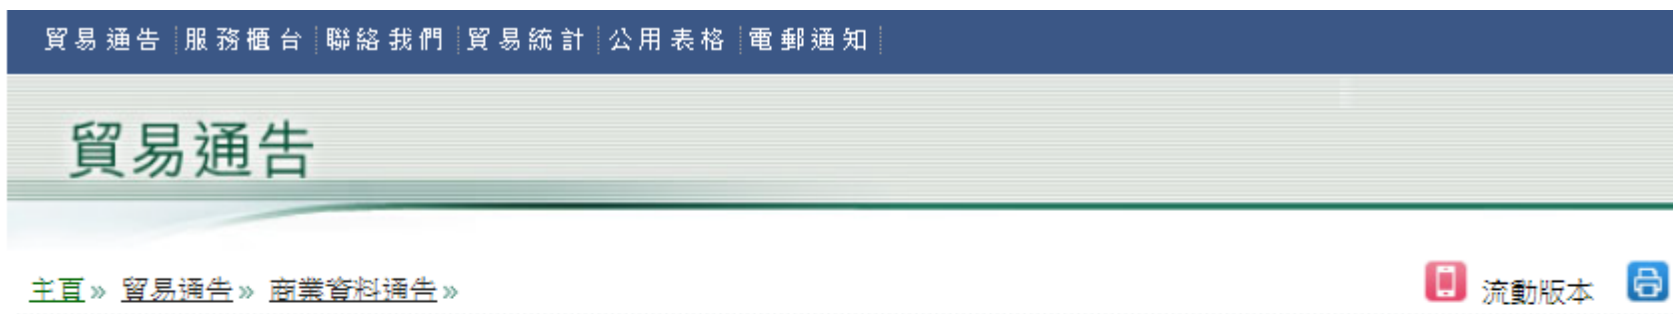 貿易通告 服務櫃台 聯絡我們 貿易統計 公用表格 電郵通知
貿易通告
主頁» 貿易通告» 商業資料通告» 流動版本